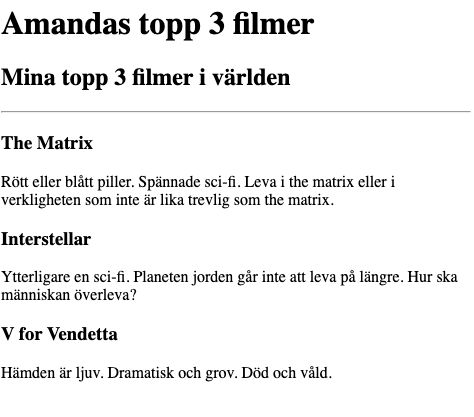 Amandas topp 3 filmer
Mina topp 3 filmer i världen
The Matrix
Rött eller blått piller. Spännade sci-fi. Leva i the matrix eller i
verkligheten som inte är lika trevlig som the matrix.
Interstellar
Ytterligare en sci-fi. Planeten jorden går inte att leva på längre. Hur ska
människan överleva?
V for Vendetta
Hämden är ljuv. Dramatisk och grov. Död och våld.